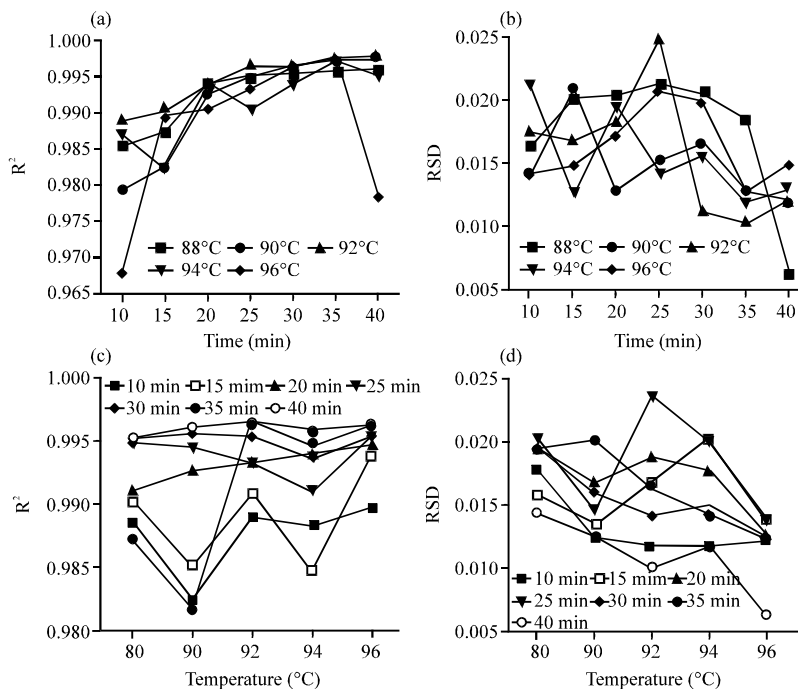 (a)
1.000
0.995
0.990
0.985
0.980
0.975
0.970
0.965
R²
88°C 90°C 92°C
94°C 96°C
10 15 20 25 30 35 40
Time (min)
(b)
0.025
0.020
0.015
0.010
0.005
RSD
88°C 90°C 92°C
94°C 96°C
10 15 20 25 30 35 40
Time (min)
(c)
1.000
0.995
0.990
0.985
0.980
R²
10 min 15 mim 20 min 25 min
30 min 35 min 40 min
80 90 92 94 96
Temperature (°C)
(d)
0.025
0.020
0.015
0.010
0.005
RSD
10 min 15 mim 20 min
25 min 30 min 35 min
40 min
80 90 92 94 96
Temperature (°C)